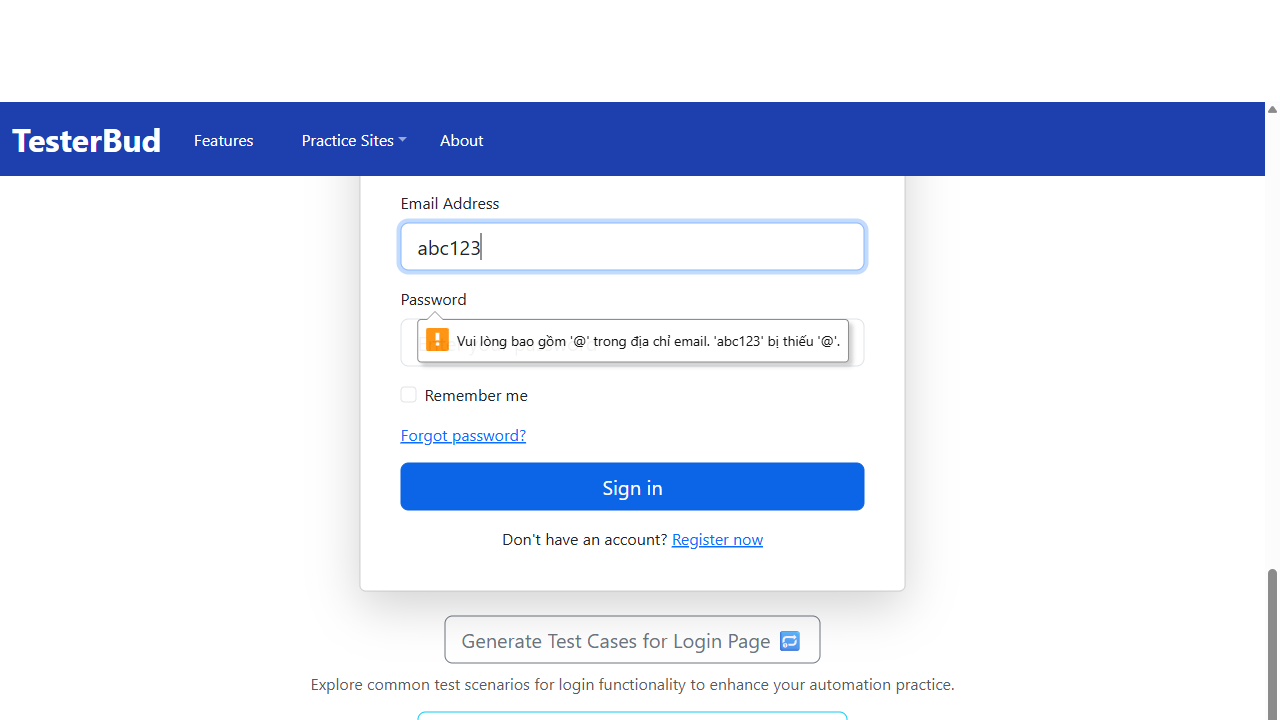 TesterBud Features Practice Sites About
Email Address
abc123
Password
Vui lòng bao gồm '@' trong địa chỉ email. 'abc123' bị thiếu '@'.
Remember me
Forgot password?
Sign in
Don't have an account? Register now
Generate Test Cases for Login Page
Explore common test scenarios for login functionality to enhance your automation practice.